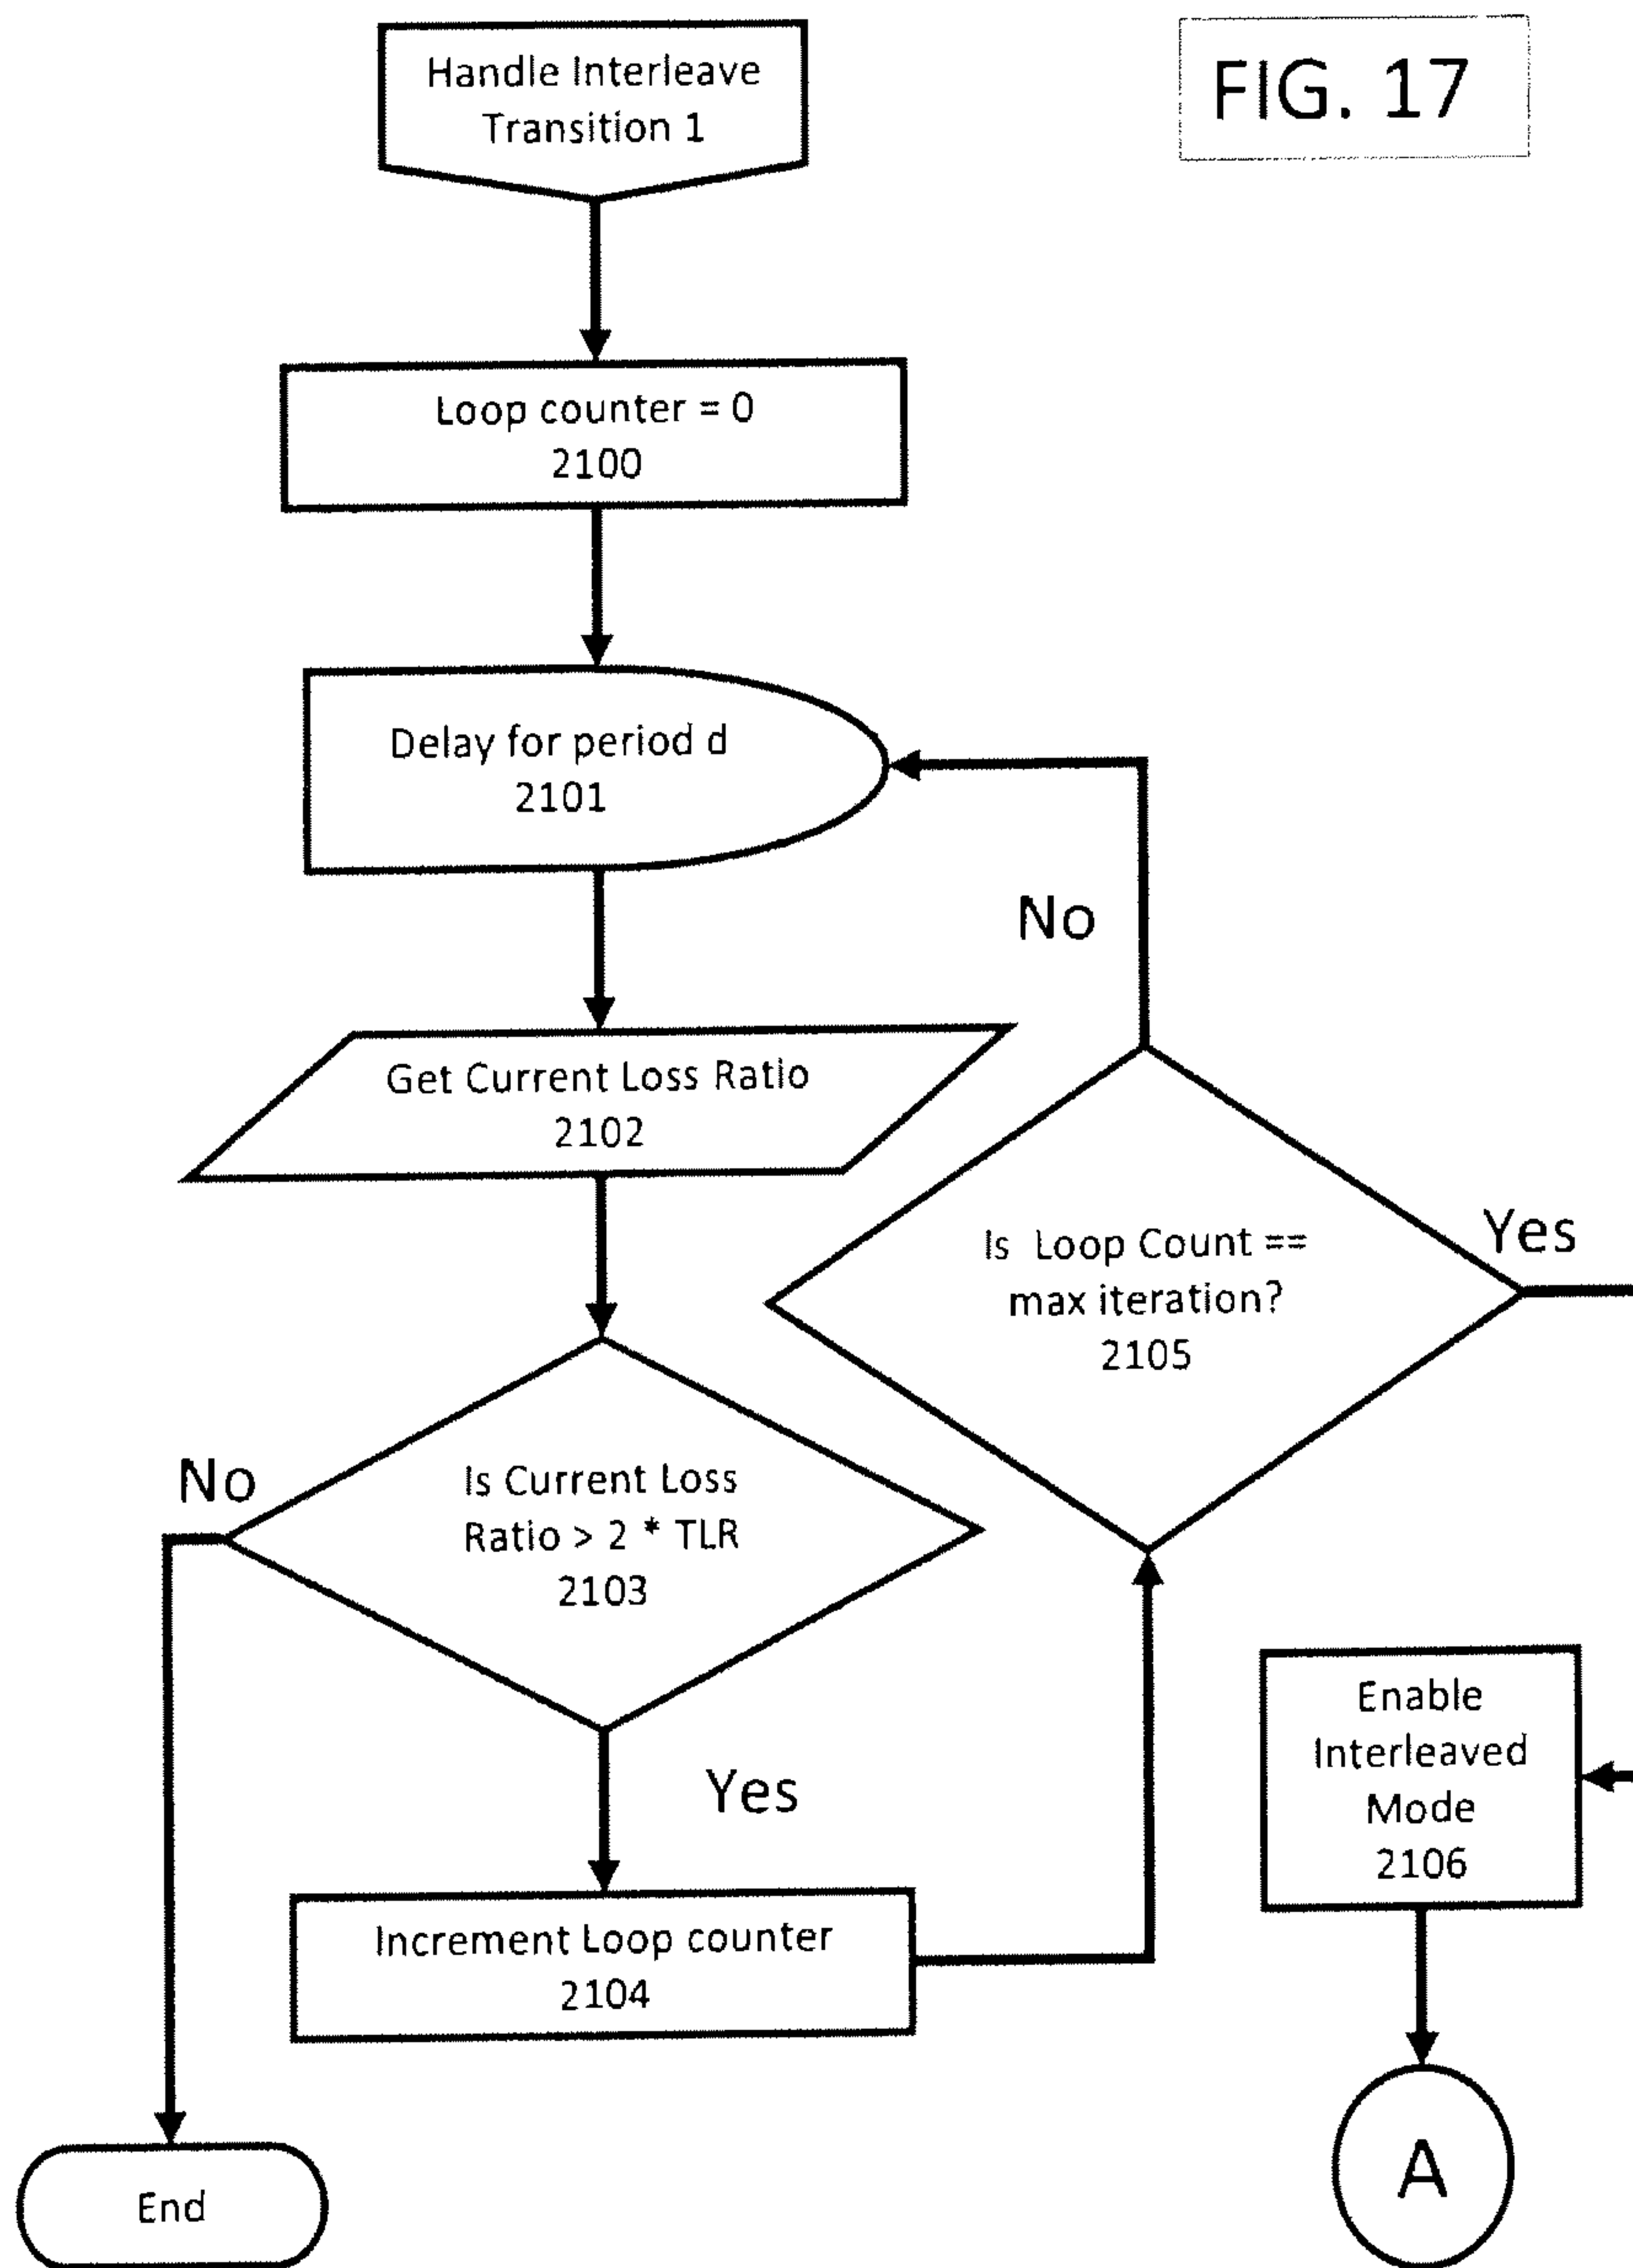 Handle Interleave
Transition 1
FIG. 17
Loop counter = 0
2100
Delay for period d
2101
No
Get Current Loss Ratio
2102
Is  Loop Count ==
max iteration?
2105
Yes
No
Is Current Loss
Ratio > 2 * TLR
2103
Yes
Enable
Interleaved
Mode
2106
Increment Loop counter
2104
A
End